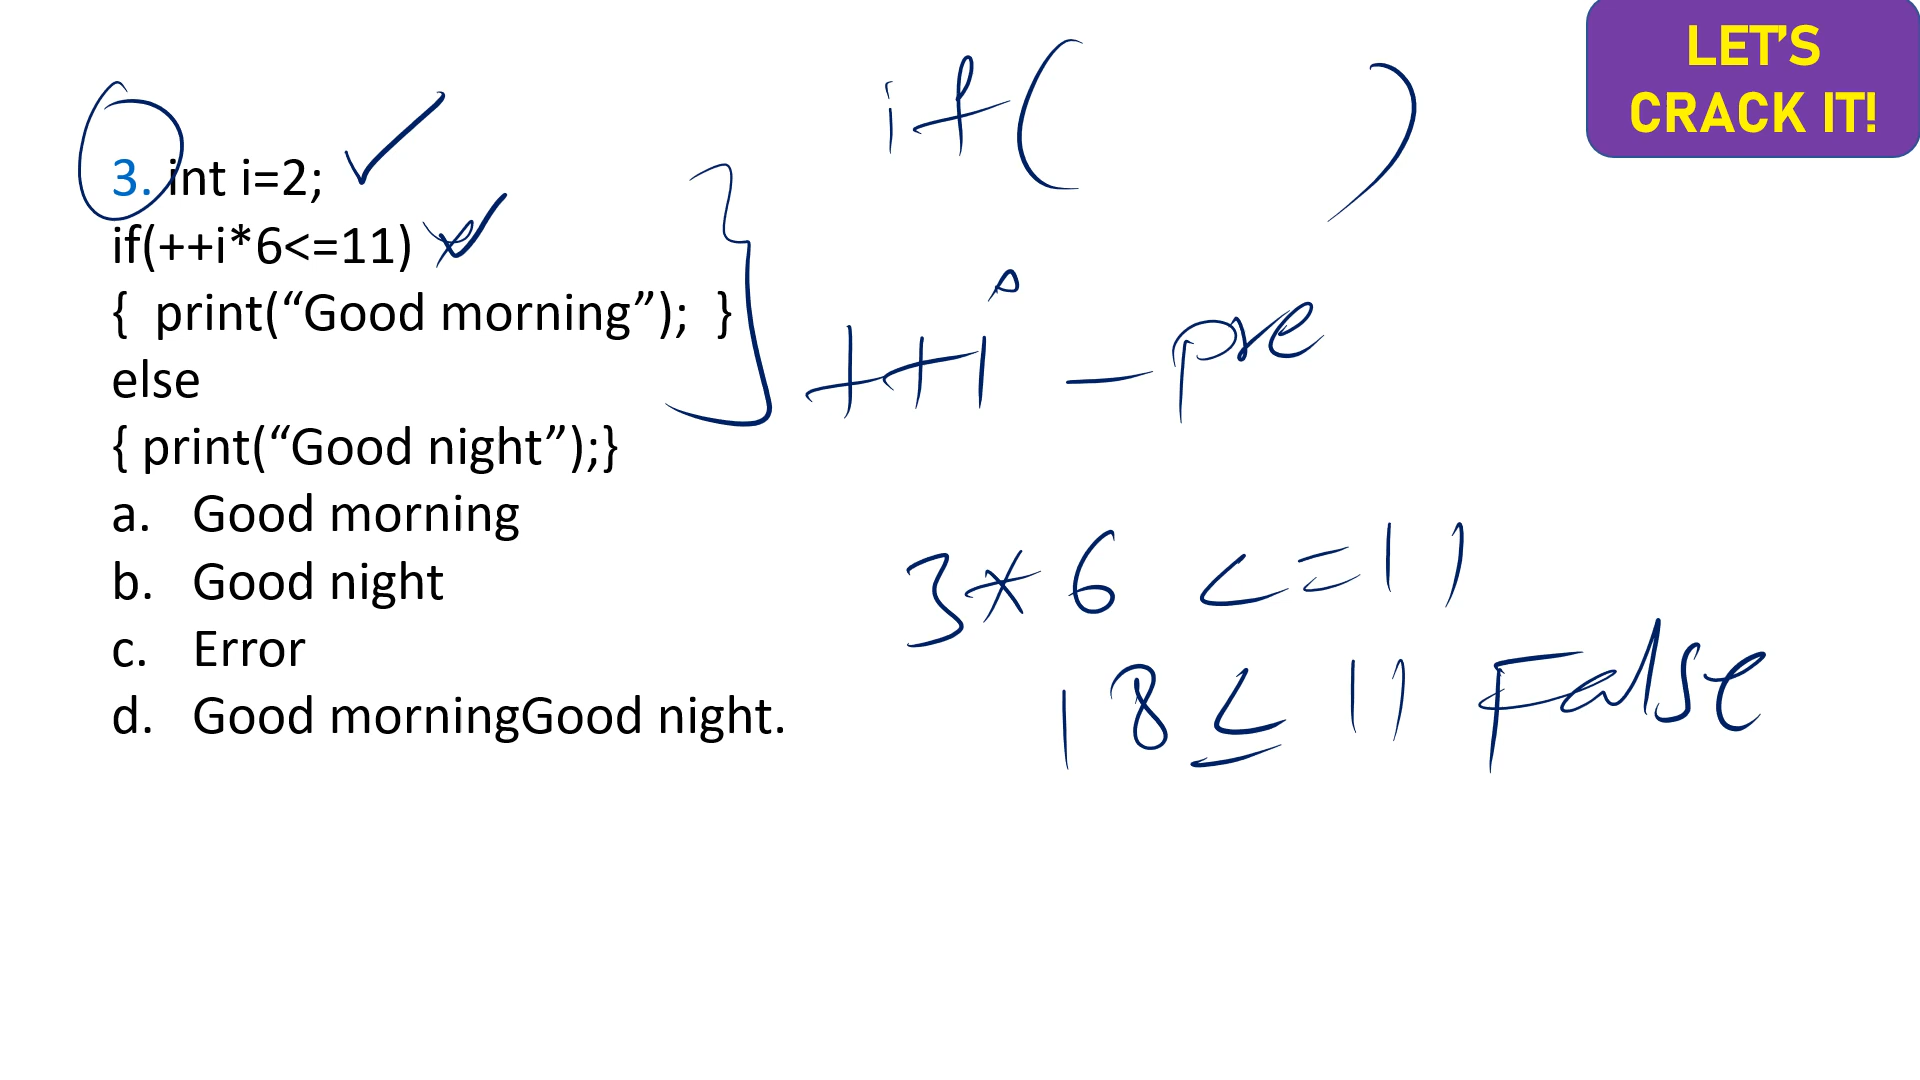 LET’S
CRACK IT!
if( )
3. int i=2;
if(++i*6<=11)
{ print(“Good morning”); }
++i – pre
else
{ print(“Good night”);}
a. Good morning
b. Good night
3 * 6 <= 11
c. Error
18 ≤ 11 False
d. Good morningGood night.